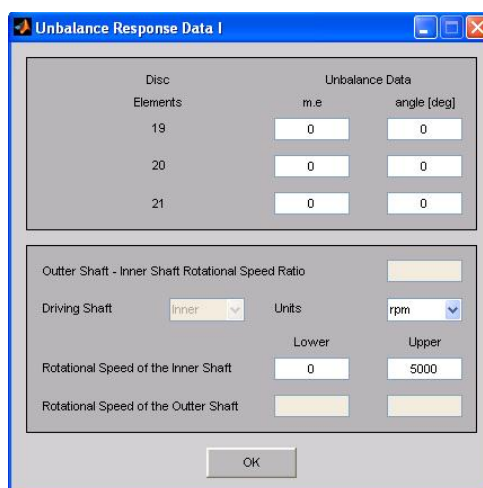 Unbalance Response Data I
Disc Unbalance Data
Elements m.e angle [deg]
19 0 0
20 0 0
21 0 0
Outter Shaft - Inner Shaft Rotational Speed Ratio
Driving Shaft Inner Units rpm
Lower Upper
Rotational Speed of the Inner Shaft 0 5000
Rotational Speed of the Outter Shaft
OK